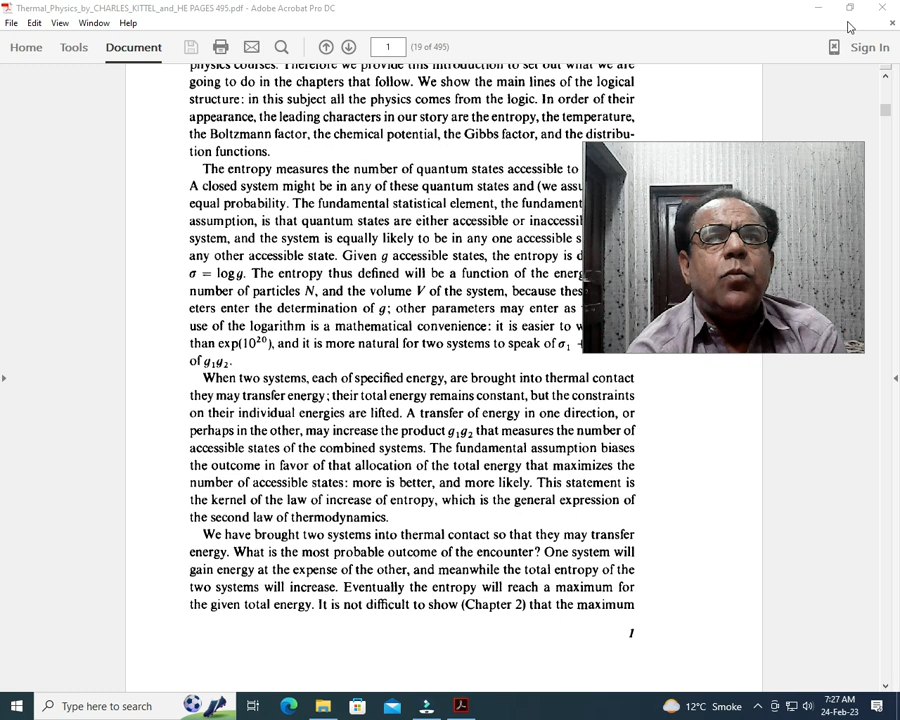 Thermal_Physics_by_CHARLES_KITTEL_and_HE PAGES 495.pdf - Adobe Acrobat Pro DC
File Edit View Window Help
Home Tools Document 1 (19 of 495) Sign In
physics courses. Therefore we provide this introduction to set out what we are
going to do in the chapters that follow. We show the main lines of the logical
structure: in this subject all the physics comes from the logic. In order of their
appearance, the leading characters in our story are the entropy, the temperature,
the Boltzmann factor, the chemical potential, the Gibbs factor, and the distribu-
tion functions.
The entropy measures the number of quantum states accessible to
A closed system might be in any of these quantum states and (we assu
equal probability. The fundamental statistical element, the fundament
assumption, is that quantum states are either accessible or inaccessi
system, and the system is equally likely to be in any one accessible s
any other accessible state. Given g accessible states, the entropy is d
σ = log g. The entropy thus defined will be a function of the energ
number of particles N, and the volume V of the system, because thes
eters enter the determination of g; other parameters may enter as
use of the logarithm is a mathematical convenience: it is easier to w
than exp(10²⁰), and it is more natural for two systems to speak of σ₁ +
of g₁g₂.
When two systems, each of specified energy, are brought into thermal contact
they may transfer energy; their total energy remains constant, but the constraints
on their individual energies are lifted. A transfer of energy in one direction, or
perhaps in the other, may increase the product g₁g₂ that measures the number of
accessible states of the combined systems. The fundamental assumption biases
the outcome in favor of that allocation of the total energy that maximizes the
number of accessible states: more is better, and more likely. This statement is
the kernel of the law of increase of entropy, which is the general expression of
the second law of thermodynamics.
We have brought two systems into thermal contact so that they may transfer
energy. What is the most probable outcome of the encounter? One system will
gain energy at the expense of the other, and meanwhile the total entropy of the
two systems will increase. Eventually the entropy will reach a maximum for
the given total energy. It is not difficult to show (Chapter 2) that the maximum
1
Type here to search 12°C Smoke 7:27 AM
24-Feb-23